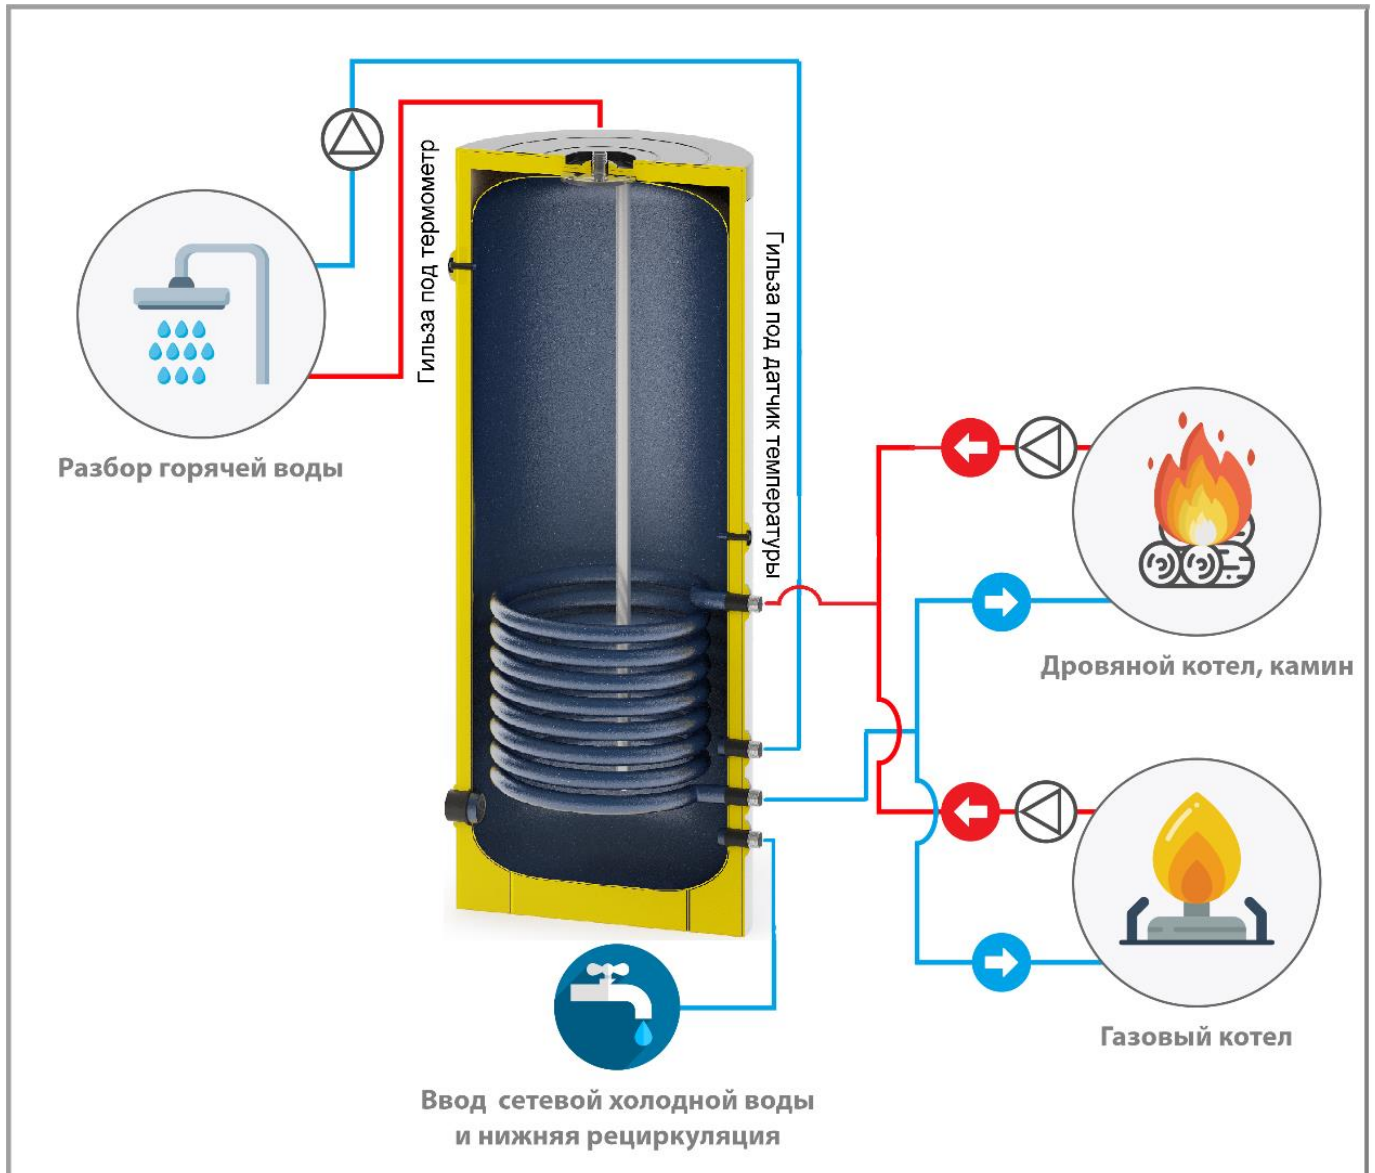 Гильза под термометр
Гильза под датчик температуры
Разбор горячей воды
Дровяной котел, камин
Газовый котел
Ввод сетевой холодной воды
и нижняя рециркуляция